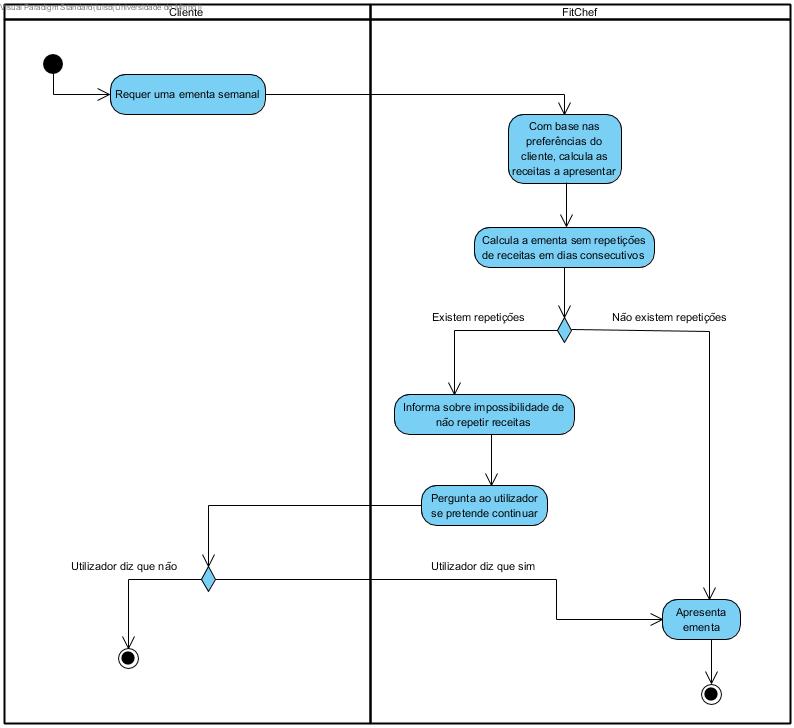 Visual Paradigm Standard(luisa(Universidade do Minho))
Cliente
FitChef
Requer uma ementa semanal
Com base nas
preferências do
cliente, calcula as
receitas a apresentar
Calcula a ementa sem repetições
de receitas em dias consecutivos
Existem repetições
Não existem repetições
Informa sobre impossibilidade de
não repetir receitas
Pergunta ao utilizador
se pretende continuar
Utilizador diz que não
Utilizador diz que sim
Apresenta
ementa